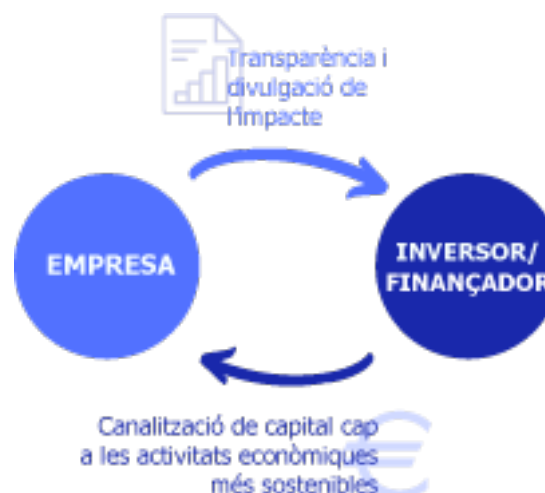 Transparència i
divulgació de
l'impacte
EMPRESA
INVERSOR/
FINANÇADOR
Canalització de capital cap
a les activitats econòmiques
més sostenibles